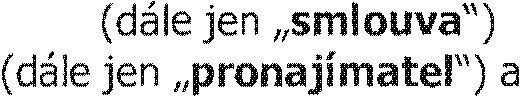 (dále jen „smlouva“)
(dále jen „pronajímatel“) a